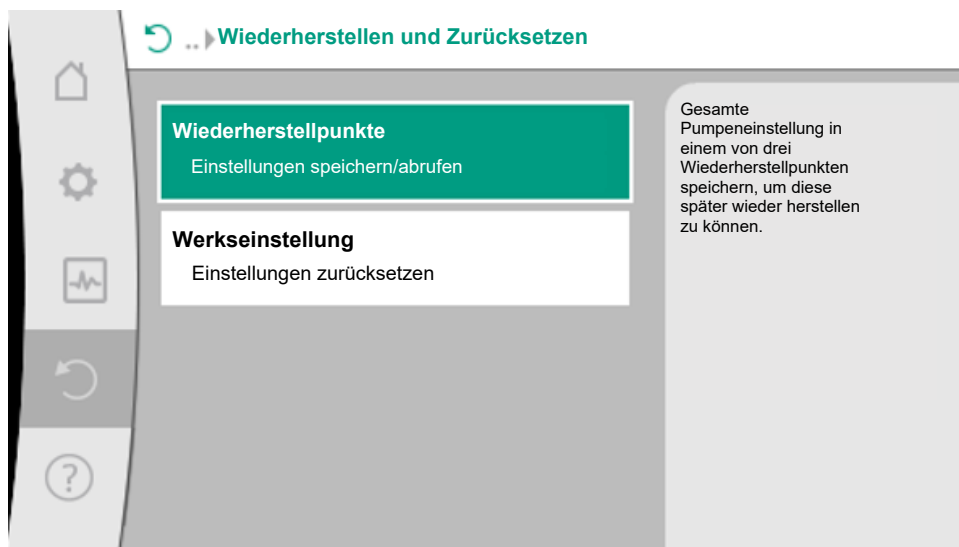 .. Wiederherstellen und Zurücksetzen
Wiederherstellpunkte
Einstellungen speichern/abrufen
Werkseinstellung
Einstellungen zurücksetzen
Gesamte
Pumpeneinstellung in
einem von drei
Wiederherstellpunkten
speichern, um diese
später wieder herstellen
zu können.
?